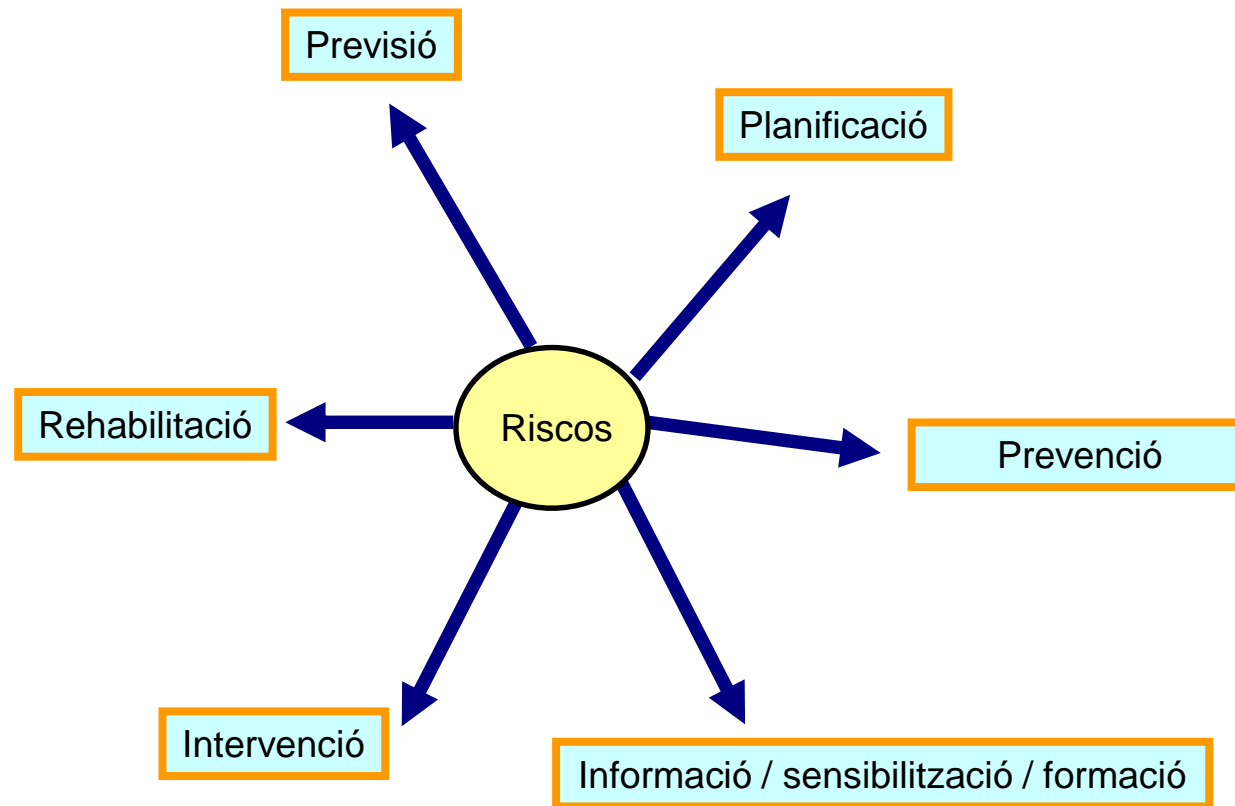 Previsió
Planificació
Rehabilitació
Riscos
Prevenció
Intervenció
Informació / sensibilització / formació